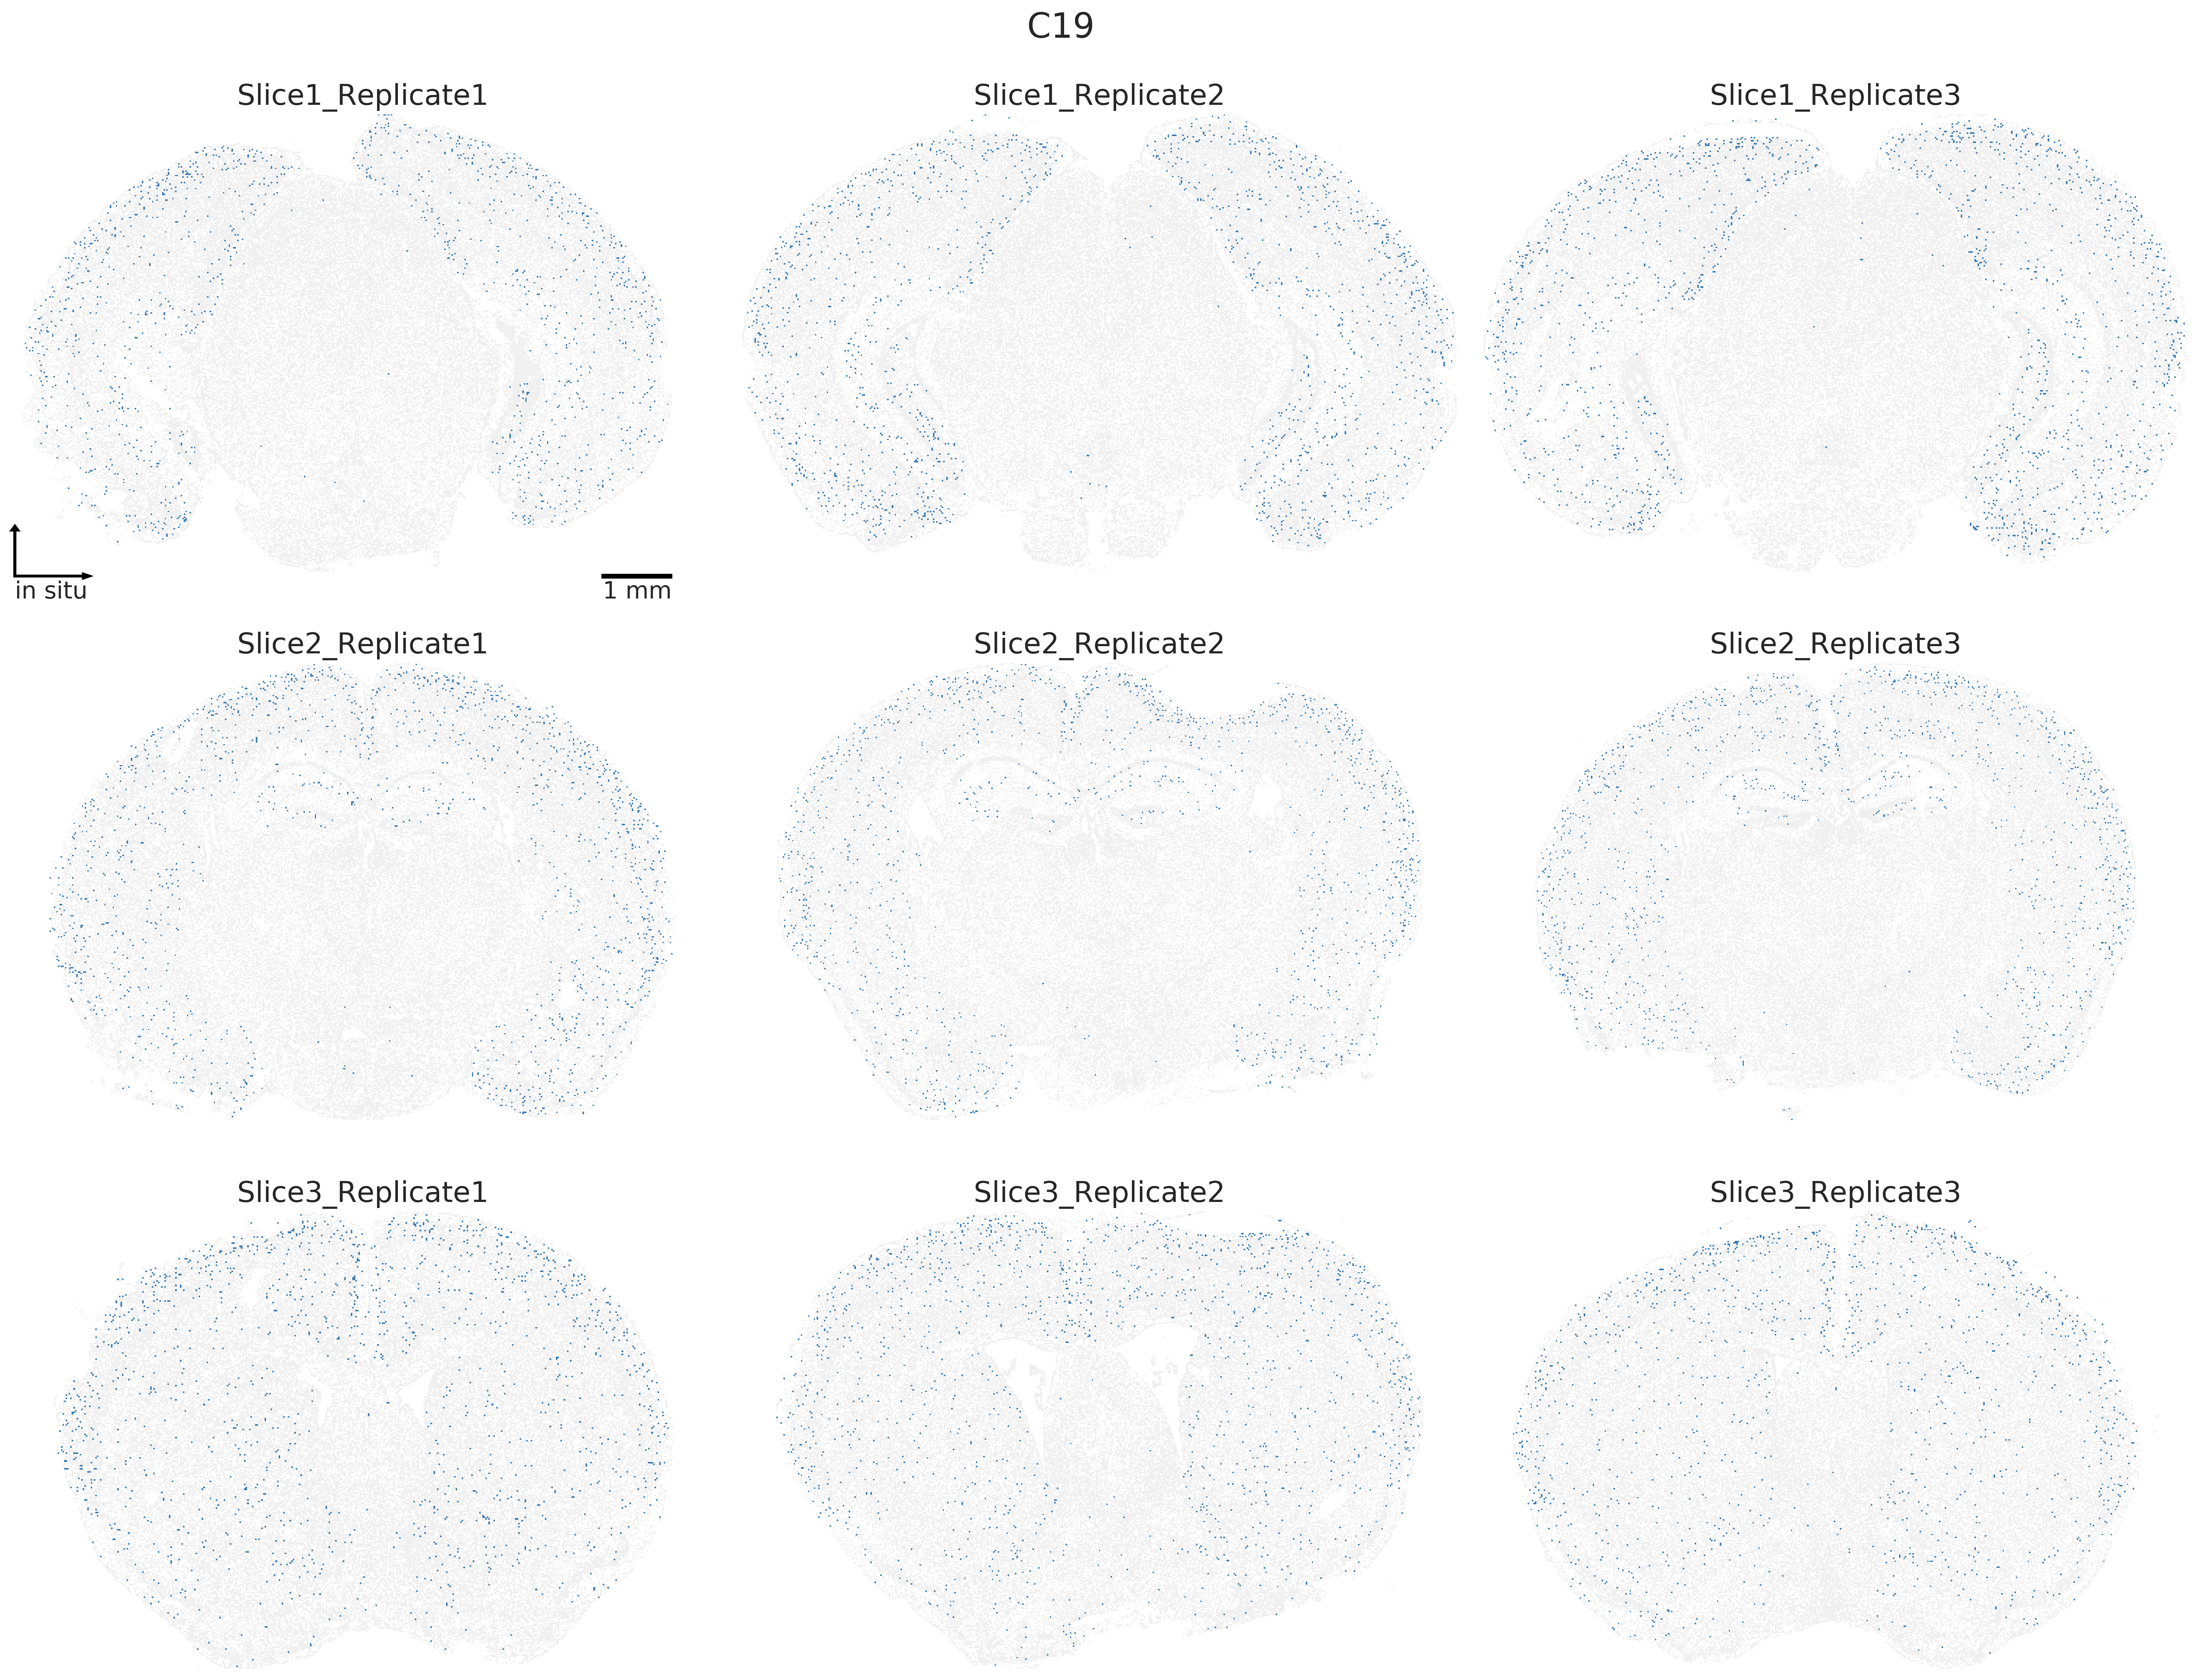 C19
Slice1_Replicate1
Slice1_Replicate2
Slice1_Replicate3
in situ
1 mm
Slice2_Replicate1
Slice2_Replicate2
Slice2_Replicate3
Slice3_Replicate1
Slice3_Replicate2
Slice3_Replicate3